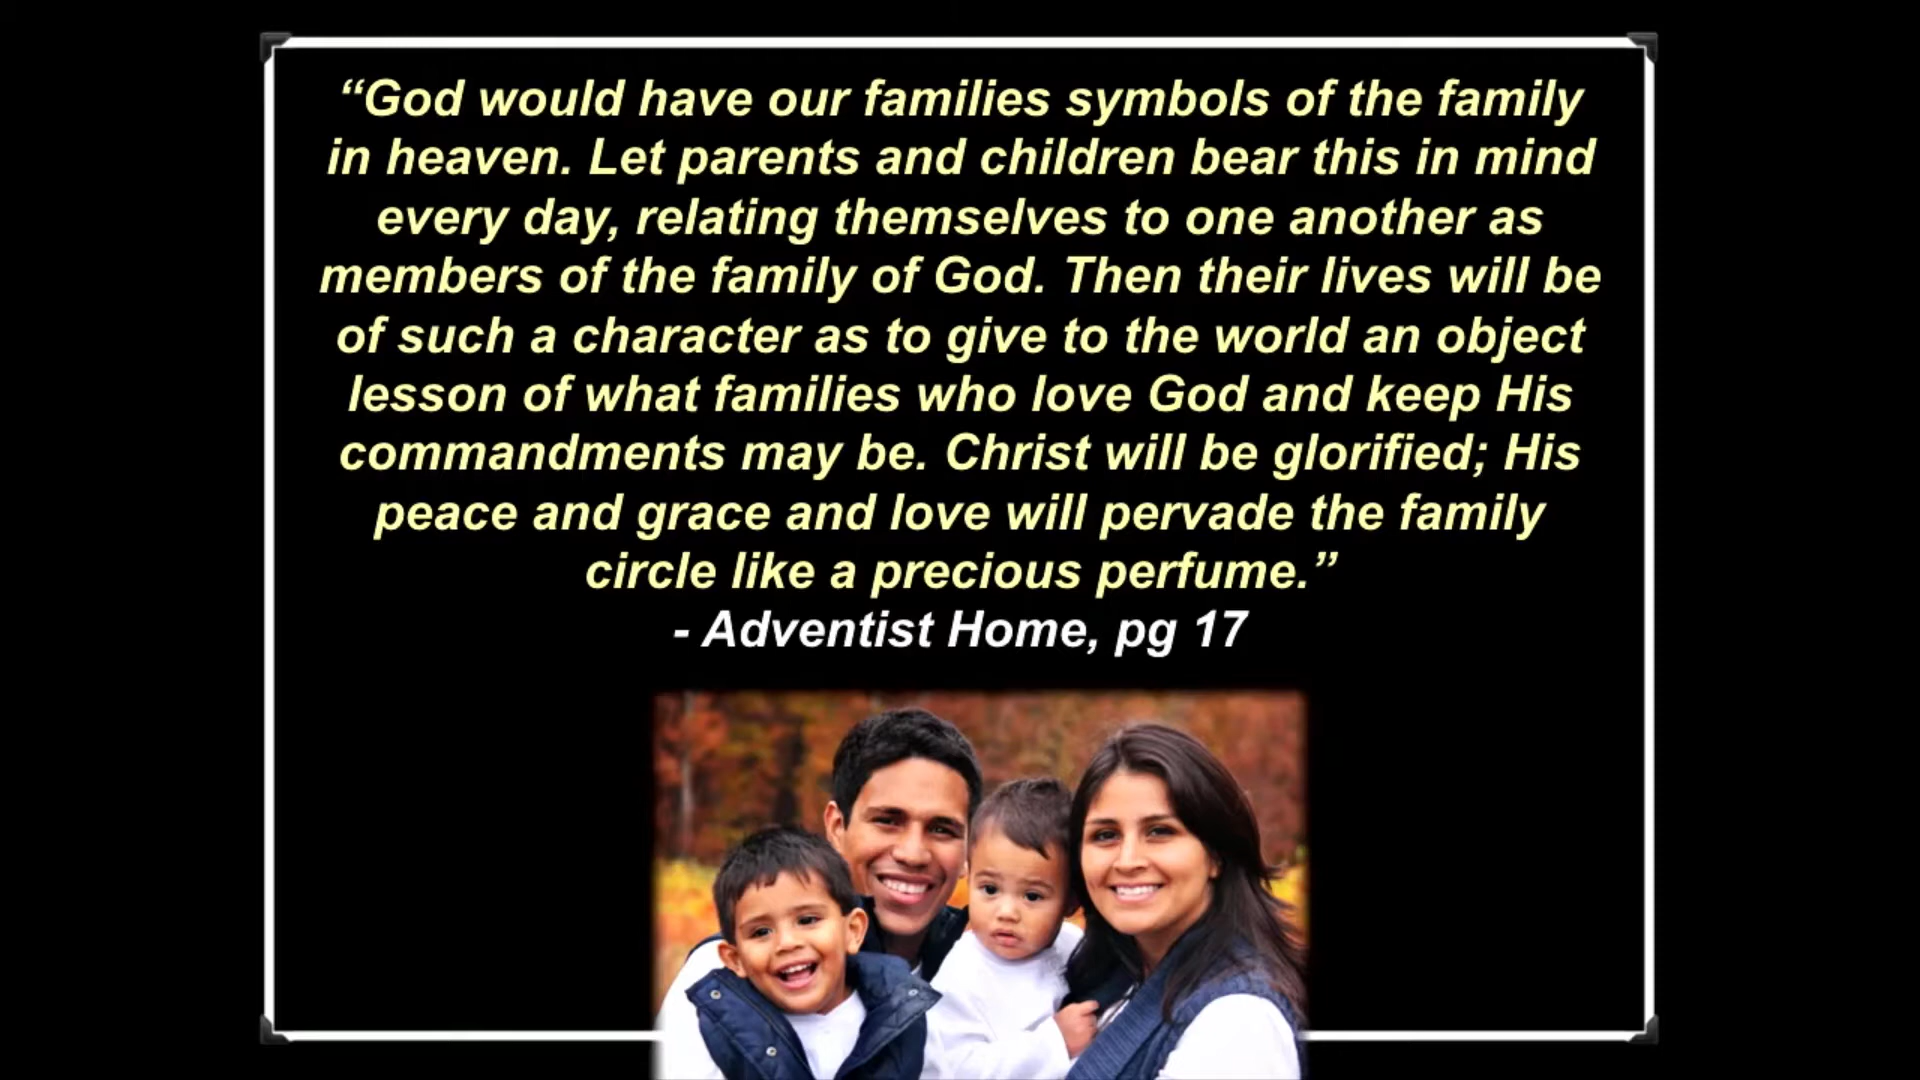 “God would have our families symbols of the family
in heaven. Let parents and children bear this in mind
every day, relating themselves to one another as
members of the family of God. Then their lives will be
of such a character as to give to the world an object
lesson of what families who love God and keep His
commandments may be. Christ will be glorified; His
peace and grace and love will pervade the family
circle like a precious perfume.”
- Adventist Home, pg 17